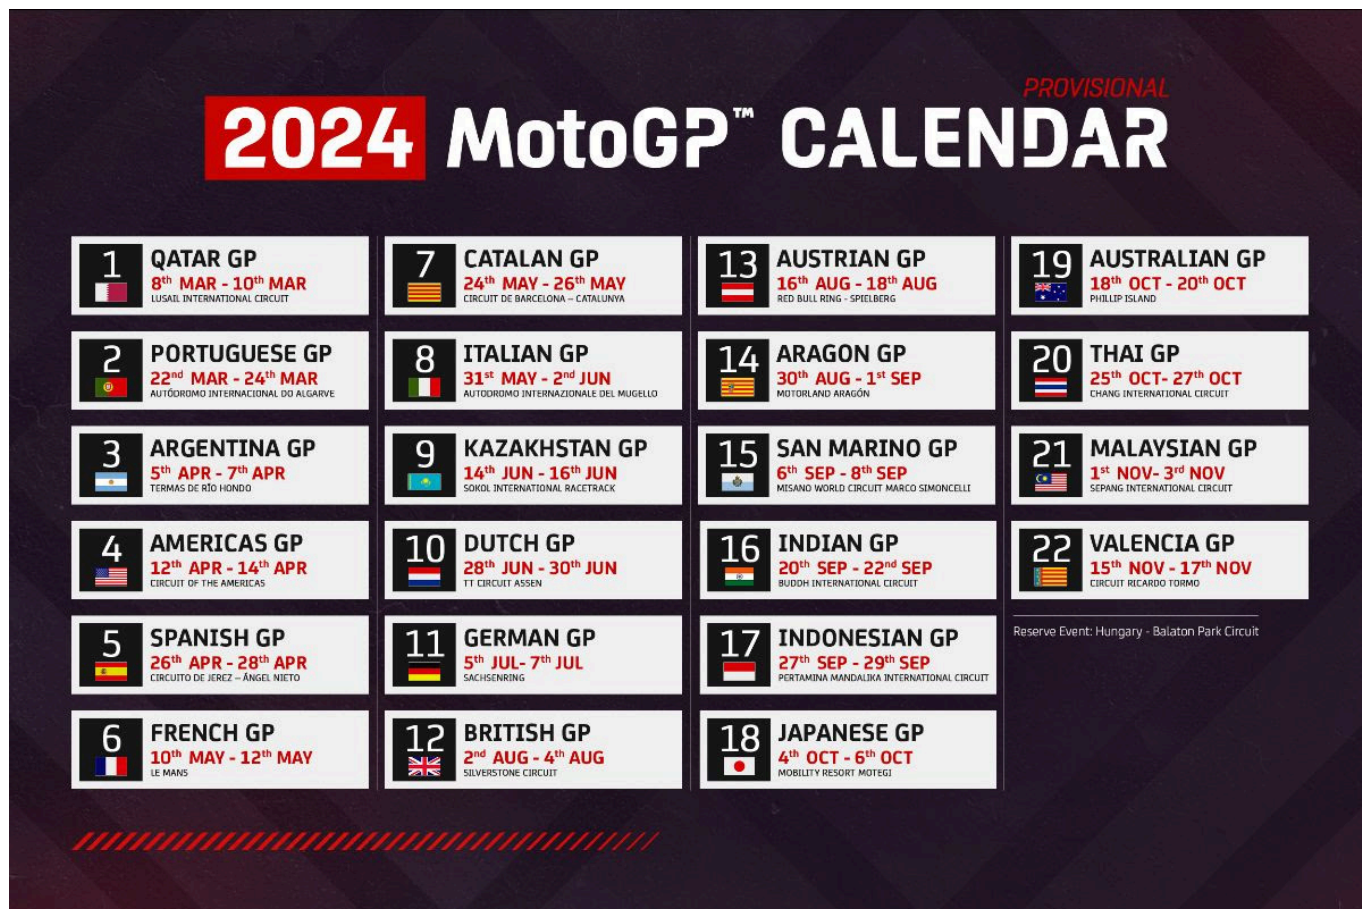 PROVISIONAL
2024 MotoGP™ CALENDAR
1
QATAR GP
8th MAR - 10th MAR
LUSAIL INTERNATIONAL CIRCUIT
2
PORTUGUESE GP
22nd MAR - 24th MAR
AUTÓDROMO INTERNACIONAL DO ALGARVE
3
ARGENTINA GP
5th APR - 7th APR
TERMAS DE RÍO HONDO
4
AMERICAS GP
12th APR - 14th APR
CIRCUIT OF THE AMERICAS
5
SPANISH GP
26th APR - 28th APR
CIRCUITO DE JEREZ – ÁNGEL NIETO
6
FRENCH GP
10th MAY - 12th MAY
LE MANS
7
CATALAN GP
24th MAY - 26th MAY
CIRCUIT DE BARCELONA – CATALUNYA
8
ITALIAN GP
31st MAY - 2nd JUN
AUTODROMO INTERNAZIONALE DEL MUGELLO
9
KAZAKHSTAN GP
14th JUN - 16th JUN
SOKOL INTERNATIONAL RACETRACK
10
DUTCH GP
28th JUN - 30th JUN
TT CIRCUIT ASSEN
11
GERMAN GP
5th JUL- 7th JUL
SACHSENRING
12
BRITISH GP
2nd AUG - 4th AUG
SILVERSTONE CIRCUIT
13
AUSTRIAN GP
16th AUG - 18th AUG
RED BULL RING - SPIELBERG
14
ARAGON GP
30th AUG - 1st SEP
MOTORLAND ARAGÓN
15
SAN MARINO GP
6th SEP - 8th SEP
MISANO WORLD CIRCUIT MARCO SIMONCELLI
16
INDIAN GP
20th SEP - 22nd SEP
BUDDH INTERNATIONAL CIRCUIT
17
INDONESIAN GP
27th SEP - 29th SEP
PERTAMINA MANDALIKA INTERNATIONAL CIRCUIT
18
JAPANESE GP
4th OCT - 6th OCT
MOBILITY RESORT MOTEGI
19
AUSTRALIAN GP
18th OCT - 20th OCT
PHILLIP ISLAND
20
THAI GP
25th OCT- 27th OCT
CHANG INTERNATIONAL CIRCUIT
21
MALAYSIAN GP
1st NOV- 3rd NOV
SEPANG INTERNATIONAL CIRCUIT
22
VALENCIA GP
15th NOV - 17th NOV
CIRCUIT RICARDO TORMO
Reserve Event: Hungary - Balaton Park Circuit